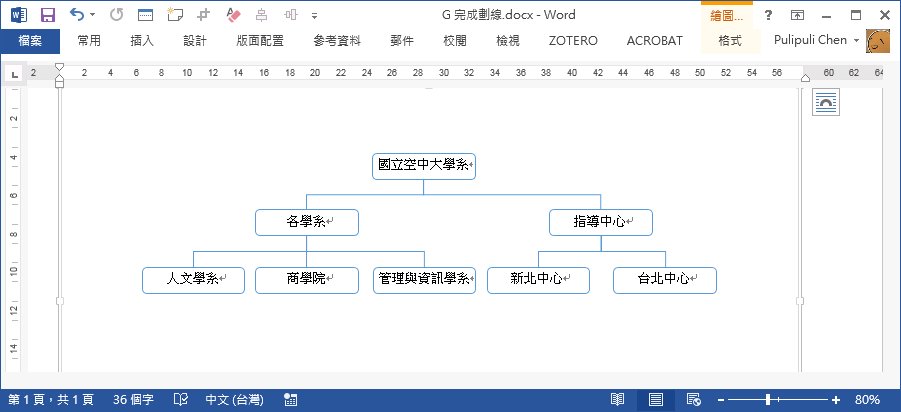 G 完成劃線.docx - Word
繪圖...
檔案 常用 插入 設計 版面配置 參考資料 郵件 校閱 檢視 ZOTERO ACROBAT 格式 Pulipuli Chen
2 2 4 6 8 10 12 14 16 18 20 22 24 26 28 30 32 34 36 38 40 42 44 46 48 50 52 54 56 60 62 64
2
4
6
8
10
12
14
國立空中大學系
各學系 指導中心
人文學系 商學院 管理與資訊學系 新北中心 台北中心
第 1 頁，共 1 頁 36 個字 中文 (台灣) 80%